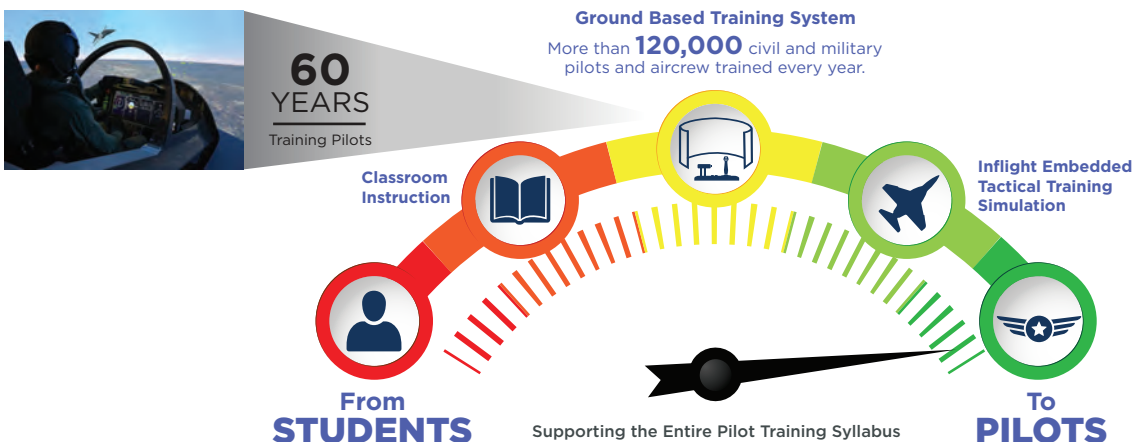 60
YEARS
Training Pilots
Ground Based Training System
More than 120,000 civil and military
pilots and aircrew trained every year.
Classroom
Instruction
Inflight Embedded
Tactical Training
Simulation
From
STUDENTS
Supporting the Entire Pilot Training Syllabus
To
PILOTS